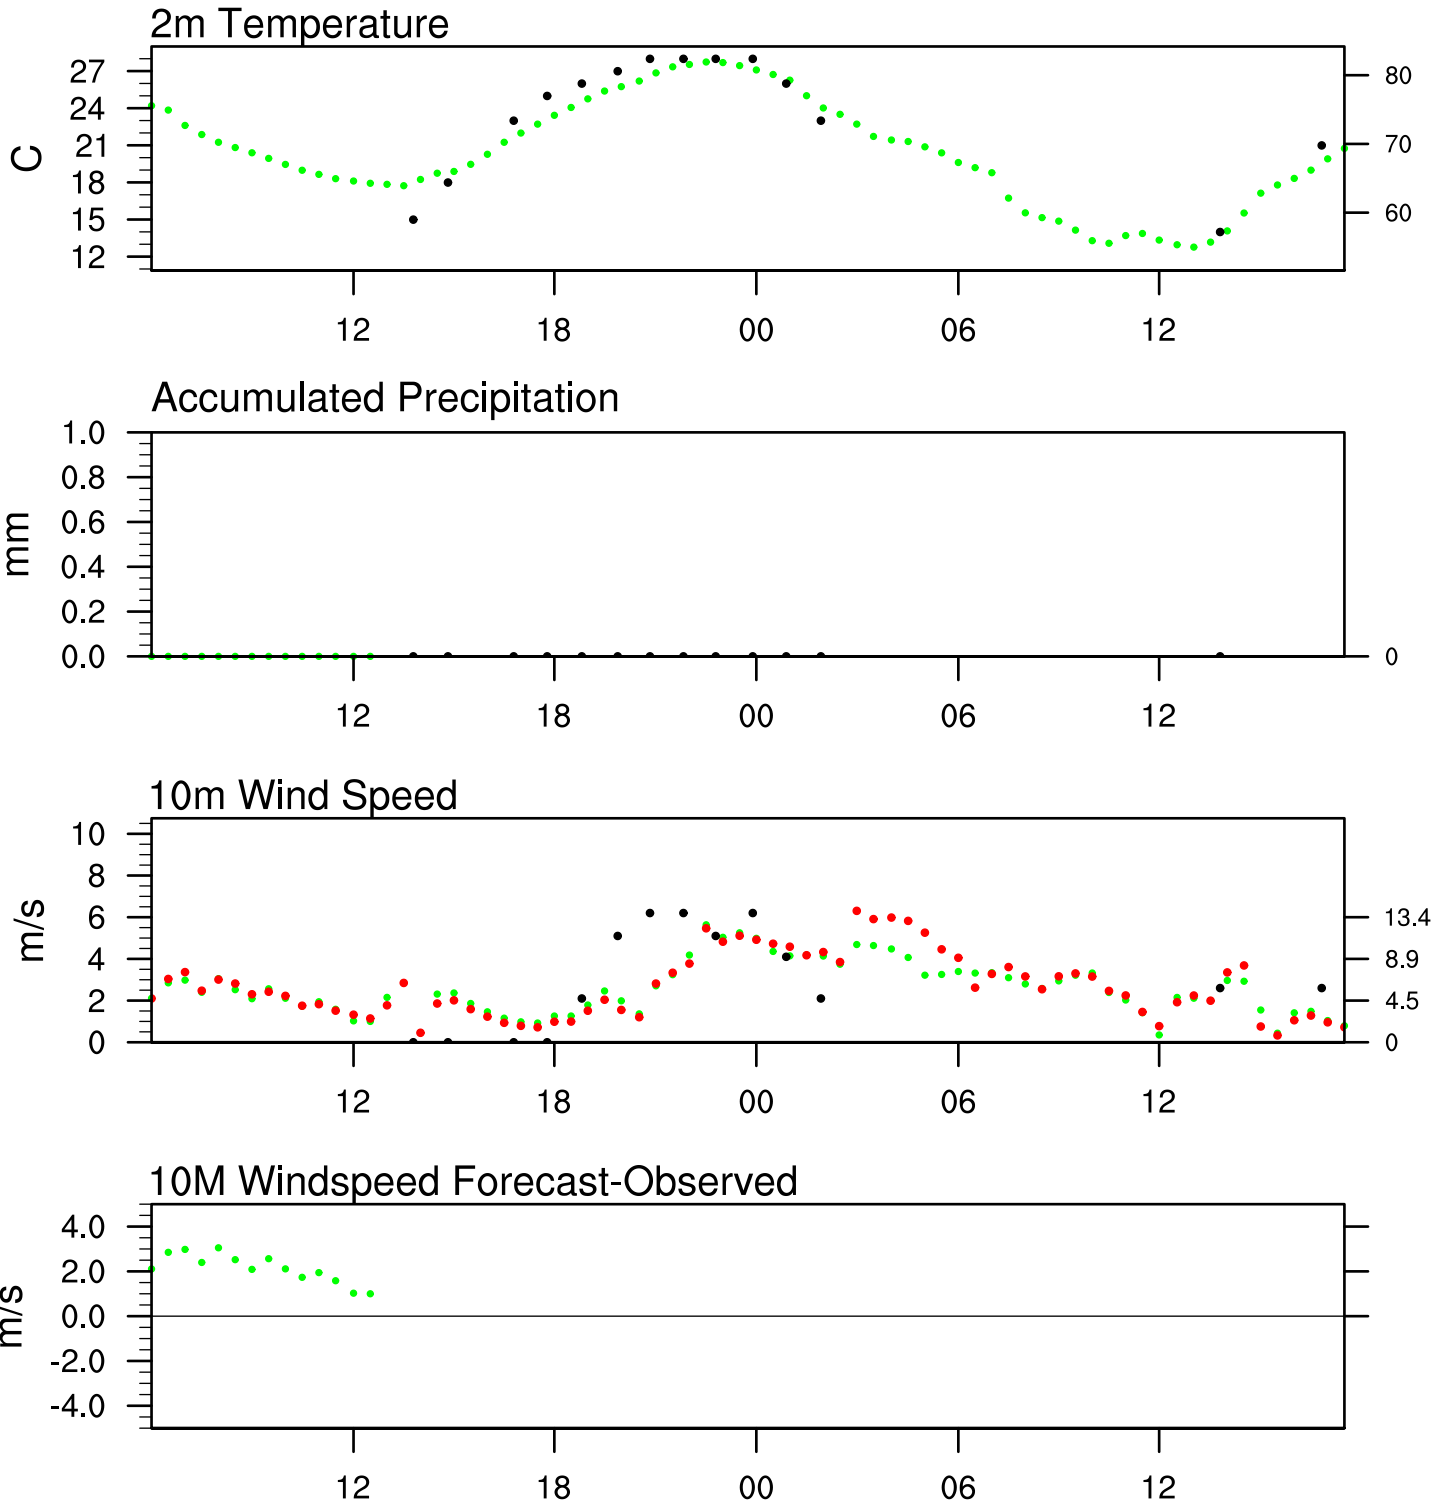 2m Temperature
27
24
21
18
15
12
C
80
70
60
12 18 00 06 12
Accumulated Precipitation
1.0
0.8
0.6
0.4
0.2
0.0
mm
0
12 18 00 06 12
10m Wind Speed
10
8
6
4
2
0
m/s
13.4
8.9
4.5
0
12 18 00 06 12
10M Windspeed Forecast-Observed
4.0
2.0
0.0
-2.0
-4.0
m/s
12 18 00 06 12